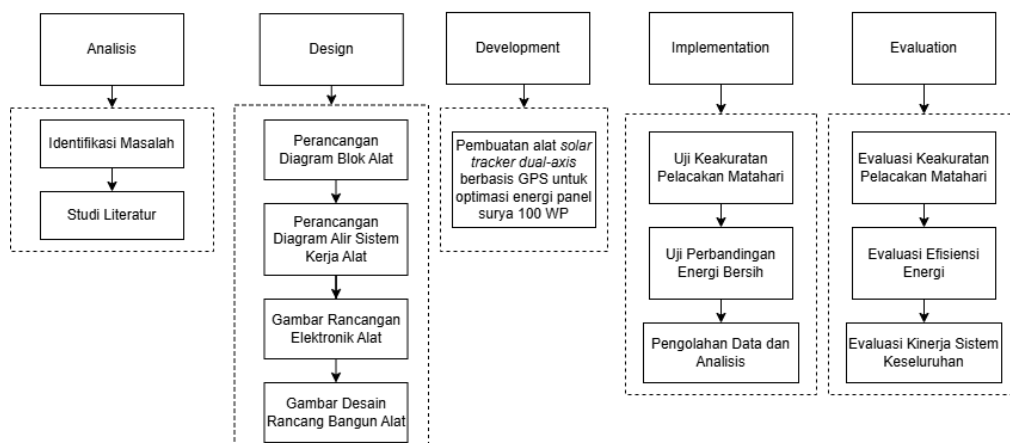 Analisis
Design
Development
Implementation
Evaluation
Identifikasi Masalah
Studi Literatur
Perancangan
Diagram Blok Alat
Perancangan
Diagram Alir Sistem
Kerja Alat
Gambar Rancangan
Elektronik Alat
Gambar Desain
Rancang Bangun Alat
Pembuatan alat solar
tracker dual-axis
berbasis GPS untuk
optimasi energi panel
surya 100 WP
Uji Keakuratan
Pelacakan Matahari
Uji Perbandingan
Energi Bersih
Pengolahan Data dan
Analisis
Evaluasi Keakuratan
Pelacakan Matahari
Evaluasi Efisiensi
Energi
Evaluasi Kinerja Sistem
Keseluruhan